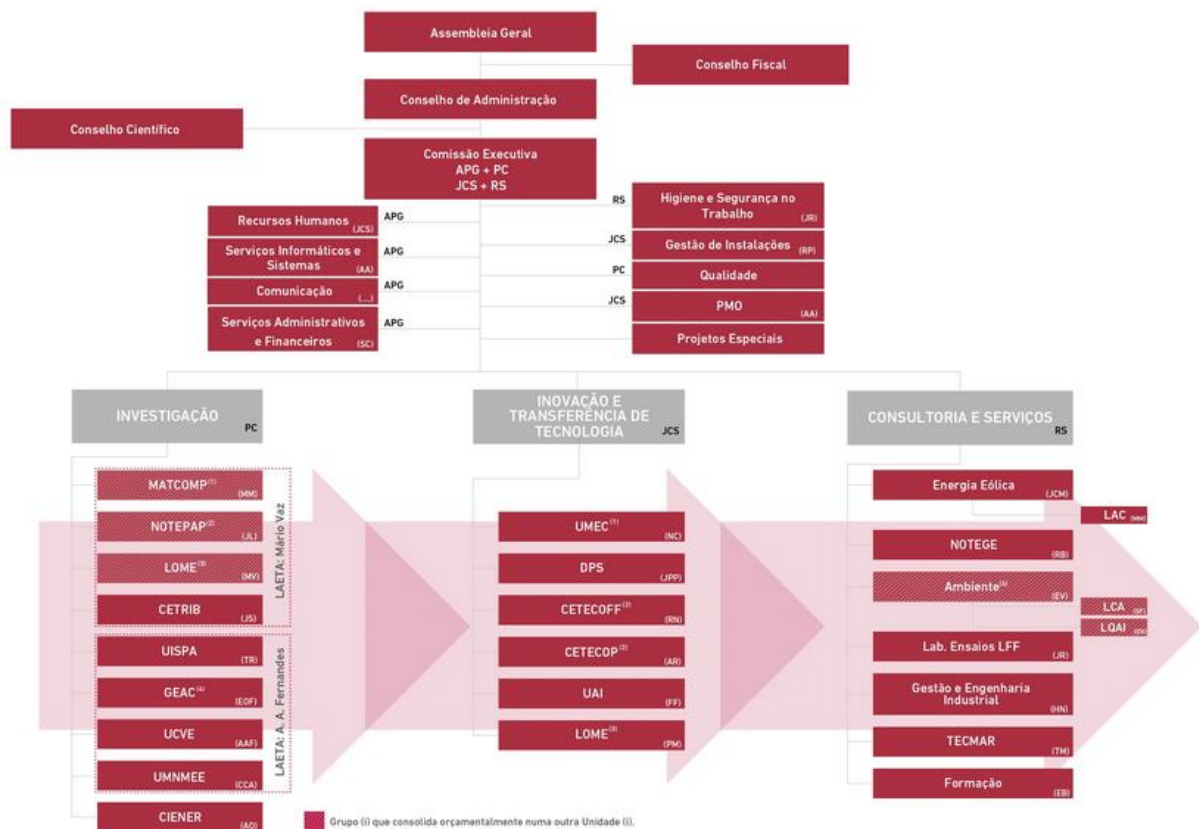 Assembleia Geral
Conselho Fiscal
Conselho de Administração
Conselho Científico
Comissão Executiva
APG + PC
JCS + RS
Recursos Humanos
(JCS)
APG
Serviços Informáticos e
Sistemas
(AA)
APG
Comunicação
(....)
APG
Serviços Administrativos
e Financeiros
(SC)
APG
RS
Higiene e Segurança no
Trabalho
(JR)
JCS
Gestão de Instalações
(RP)
PC
Qualidade
JCS
PMO
(AA)
Projetos Especiais
INVESTIGAÇÃO
PC
MATCOMP(1)
(MM)
NOTEPAP(2)
(JL)
LOME(3)
(MV)
CETRIB
(JS)
LAETA: Mário Vaz
UISPA
(TR)
GEAC(4)
(EOF)
UCVE
(AAF)
UMNMEE
(CCA)
LAETA: A. A. Fernandes
CIENER
(AO)
INOVAÇÃO E
TRANSFERÊNCIA DE
TECNOLOGIA
JCS
UMEC(1)
(NC)
DPS
(JPP)
CETECOFF(2)
(RN)
CETECOP(2)
(AR)
UAI
(FF)
LOME(3)
(PM)
CONSULTORIA E SERVIÇOS
RS
Energia Eólica
(JCM)
LAC
(MM)
NOTEGE
(RB)
Ambiente(4)
(EV)
LCA
LQAI
Lab. Ensaios LFF
(JR)
Gestão e Engenharia
Industrial
(HN)
TECMAR
(TM)
Formação
(EB)
Grupo (i) que consolida orçamentalmente numa outra Unidade (i).